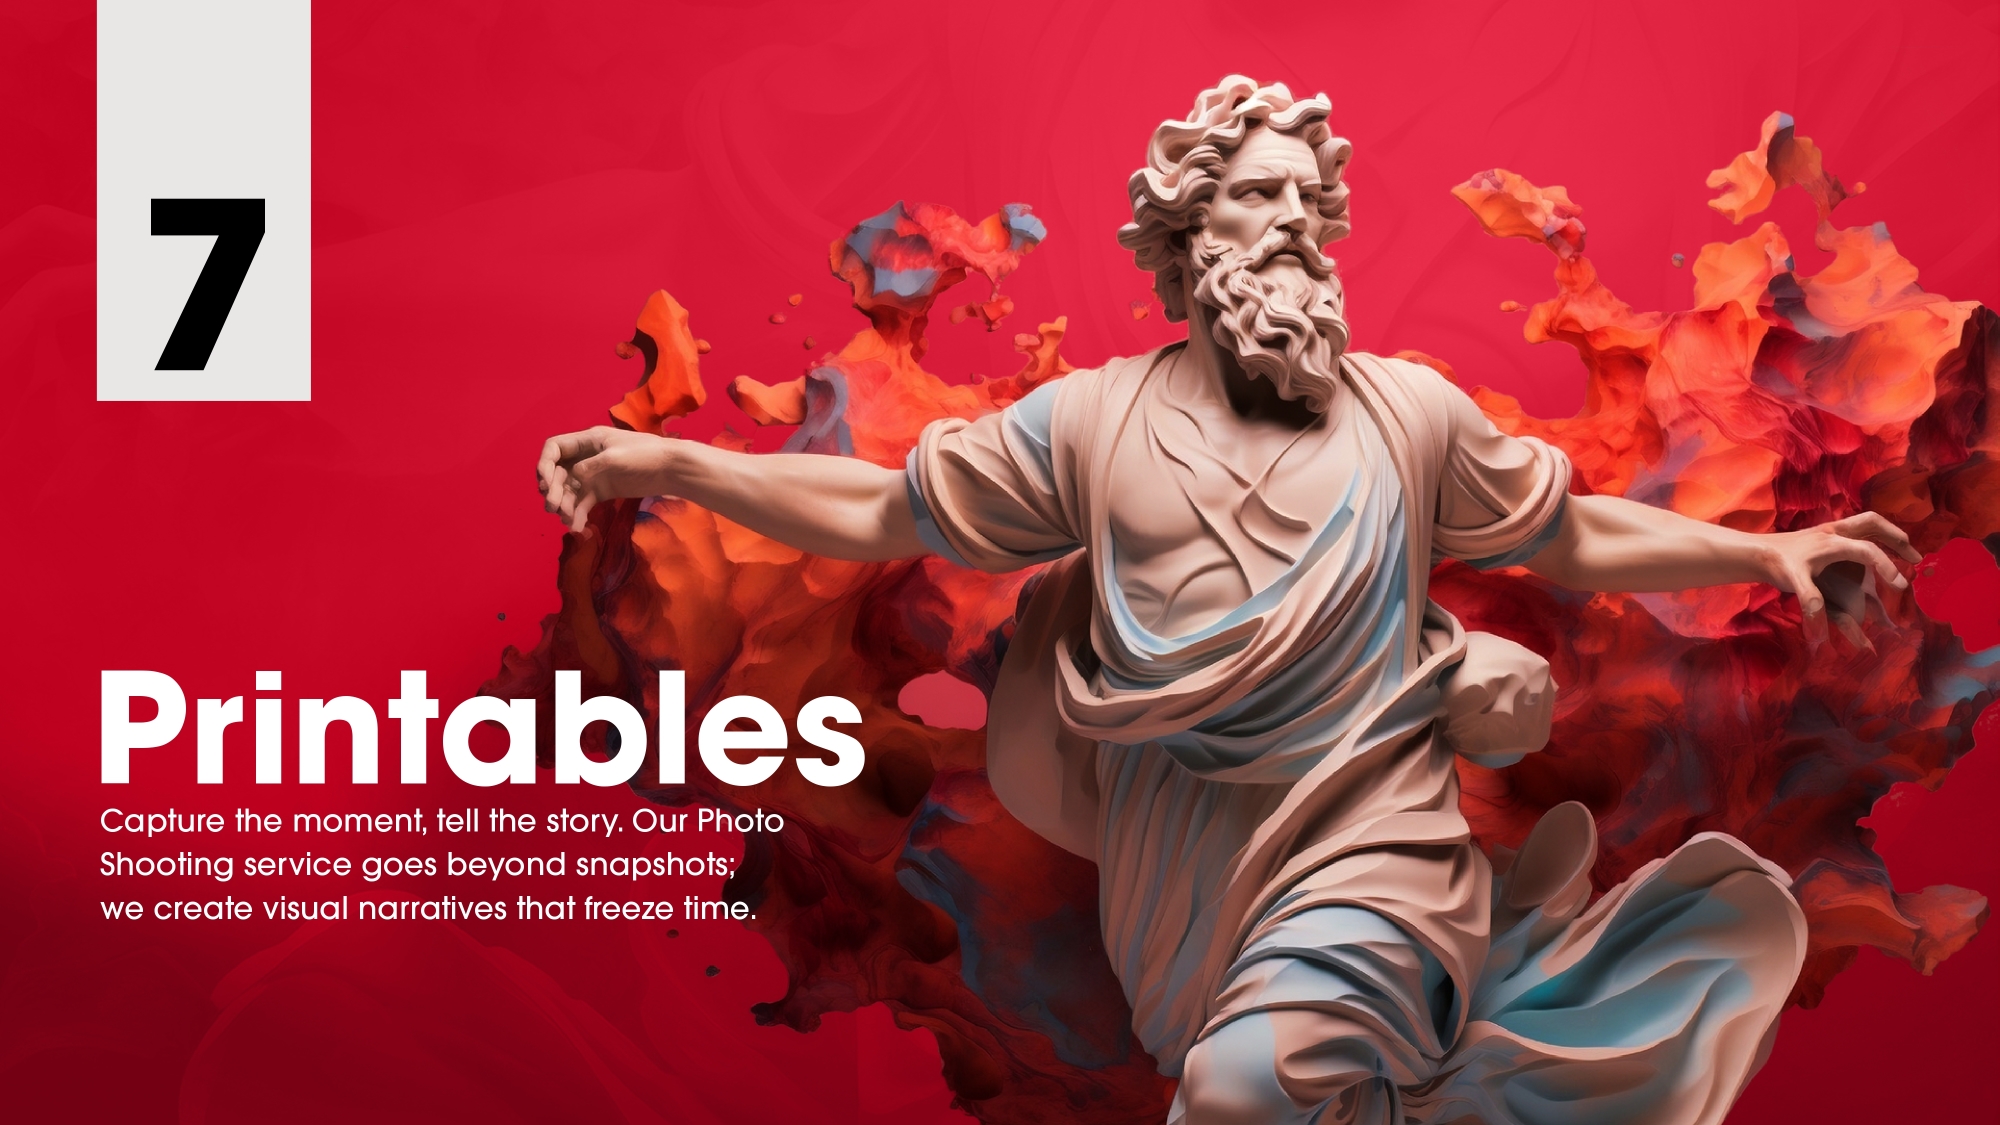 7
Printables
Capture the moment, tell the story. Our Photo
Shooting service goes beyond snapshots;
we create visual narratives that freeze time.